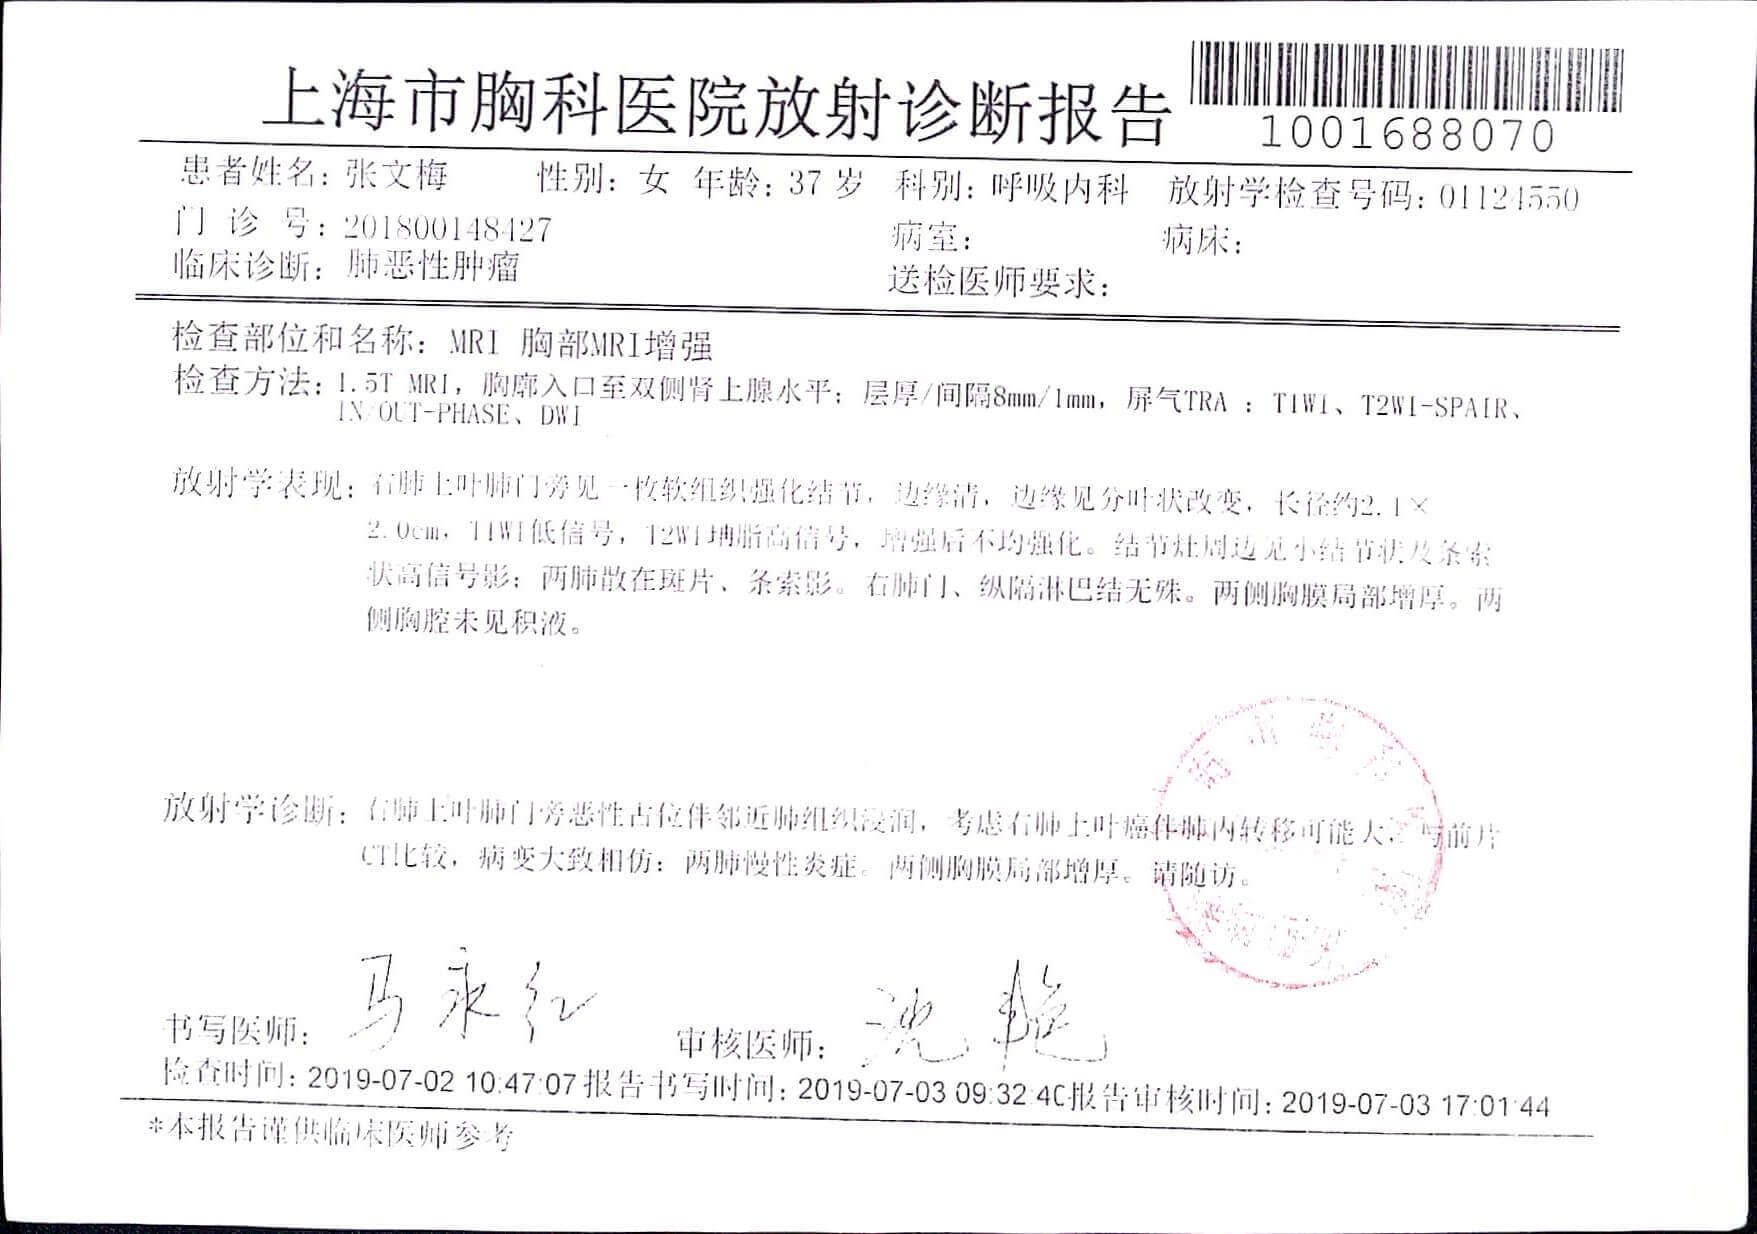 上海市胸科医院放射诊断报告
1001688070
患者姓名：张文梅 性别：女 年龄：37 岁 科别：呼吸内科 放射学检查号码：01124550
门 诊 号：201800148427 病室： 病床：
临床诊断：肺恶性肿瘤 送检医师要求：
检查部位和名称：MRI 胸部MRI增强
检查方法：1.5T MRI，胸廓入口至双侧肾上腺水平；层厚/间隔8mm/1mm，屏气TRA ：T1WI、T2WI-SPAIR、
IN/OUT-PHASE、DWI
放射学表现：右肺上叶肺门旁见一枚软组织强化结节，边缘清，边缘见分叶状改变，长径约2.1×
2.0cm，T1WI低信号，T2WI抑脂高信号，增强后不均强化。结节灶周边见小结节状及条索
状高信号影；两肺散在斑片、条索影。右肺门、纵隔淋巴结无殊。两侧胸膜局部增厚。两
侧胸腔未见积液。
放射学诊断：右肺上叶肺门旁恶性占位伴邻近肺组织浸润，考虑右肺上叶癌伴肺内转移可能大，与前片
CT比较，病变大致相仿；两肺慢性炎症。两侧胸膜局部增厚。请随访。
书写医师：马永红 审核医师：沈艳
检查时间：2019-07-02 10:47:07 报告书写时间：2019-07-03 09:32:40 报告审核时间：2019-07-03 17:01:44
*本报告谨供临床医师参考